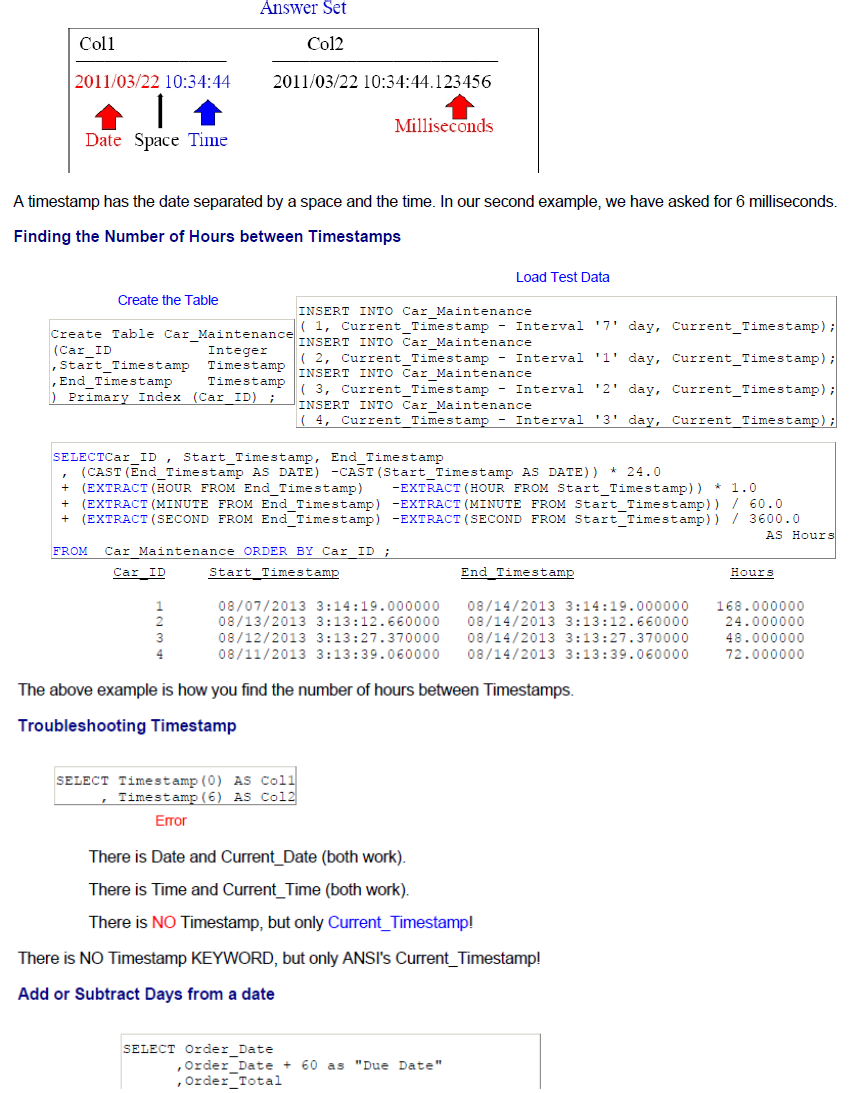 Answer Set
Col1 Col2
2011/03/22 10:34:44 2011/03/22 10:34:44.123456
Milliseconds
Date Space Time
A timestamp has the date separated by a space and the time. In our second example, we have asked for 6 milliseconds.
Finding the Number of Hours between Timestamps
Load Test Data
Create the Table
Create Table Car_Maintenance
(Car_ID Integer
,Start_Timestamp Timestamp
,End_Timestamp Timestamp
) Primary Index (Car_ID) ;
INSERT INTO Car_Maintenance
( 1, Current_Timestamp - Interval '7' day, Current_Timestamp);
INSERT INTO Car_Maintenance
( 2, Current_Timestamp - Interval '1' day, Current_Timestamp);
INSERT INTO Car_Maintenance
( 3, Current_Timestamp - Interval '2' day, Current_Timestamp);
INSERT INTO Car_Maintenance
( 4, Current_Timestamp - Interval '3' day, Current_Timestamp);
SELECTCar_ID , Start_Timestamp, End_Timestamp
, (CAST(End_Timestamp AS DATE) -CAST(Start_Timestamp AS DATE)) * 24.0
+ (EXTRACT(HOUR FROM End_Timestamp) -EXTRACT(HOUR FROM Start_Timestamp)) * 1.0
+ (EXTRACT(MINUTE FROM End_Timestamp) -EXTRACT(MINUTE FROM Start_Timestamp)) / 60.0
+ (EXTRACT(SECOND FROM End_Timestamp) -EXTRACT(SECOND FROM Start_Timestamp)) / 3600.0
AS Hours
FROM Car_Maintenance ORDER BY Car_ID ;
Car_ID Start_Timestamp End_Timestamp Hours
1 08/07/2013 3:14:19.000000 08/14/2013 3:14:19.000000 168.000000
2 08/13/2013 3:13:12.660000 08/14/2013 3:13:12.660000 24.000000
3 08/12/2013 3:13:27.370000 08/14/2013 3:13:27.370000 48.000000
4 08/11/2013 3:13:39.060000 08/14/2013 3:13:39.060000 72.000000
The above example is how you find the number of hours between Timestamps.
Troubleshooting Timestamp
SELECT Timestamp(0) AS Col1
, Timestamp(6) AS Col2
Error
There is Date and Current_Date (both work).
There is Time and Current_Time (both work).
There is NO Timestamp, but only Current_Timestamp!
There is NO Timestamp KEYWORD, but only ANSI's Current_Timestamp!
Add or Subtract Days from a date
SELECT Order_Date
,Order_Date + 60 as "Due Date"
,Order_Total